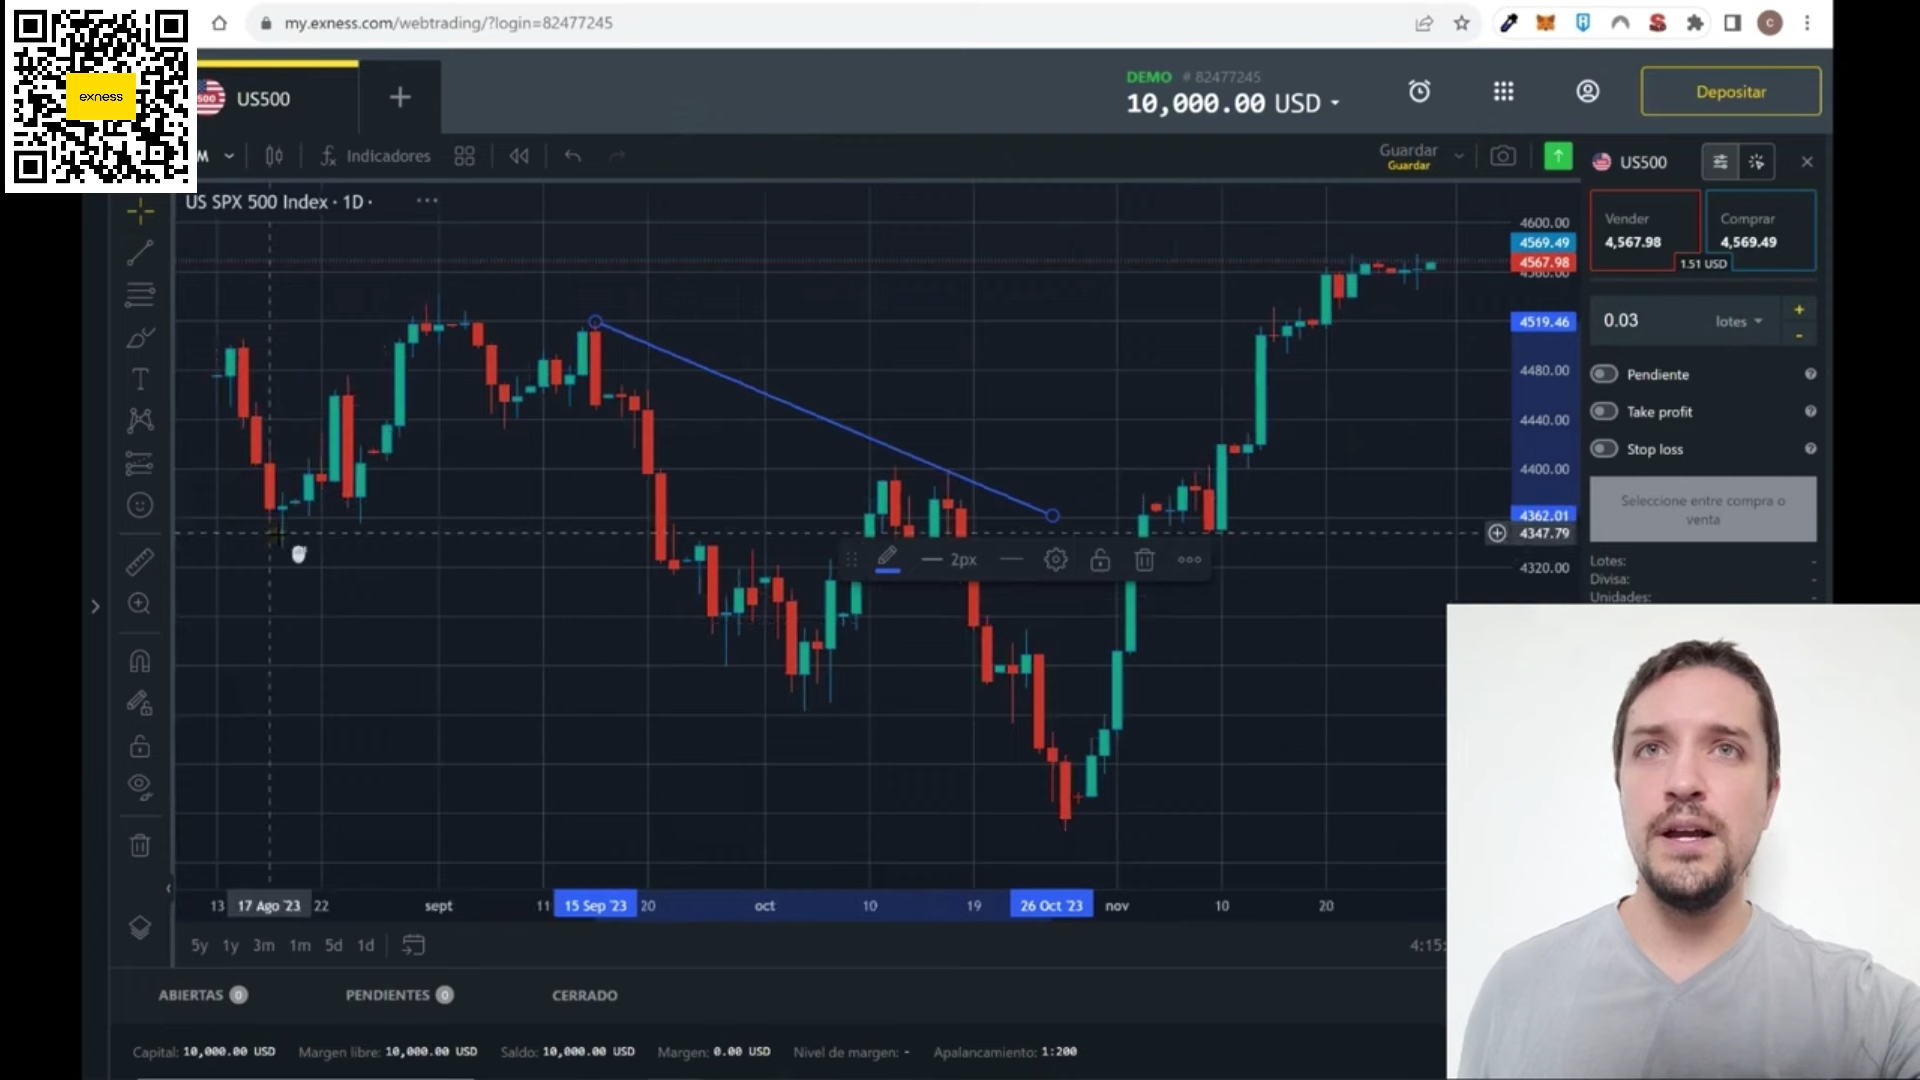 my.exness.com/webtrading/?login=82477245
exness
500
US500
DEMO # 82477245
10,000.00 USD
Depositar
M
Indicadores
Guardar
Guardar
US500
US SPX 500 Index · 1D ·
Vender
4,567.98
Comprar
4,569.49
1.51 USD
0.03
lotes
+
-
Pendiente
Take profit
Stop loss
Seleccione entre compra o
venta
Lotes: -
Divisa: -
Unidades: -
4600.00
4569.49
4567.98
4560.00
4519.46
4480.00
4440.00
4400.00
4362.01
4347.79
4320.00
2px
13 17 Ago '23 22 sept 11 15 Sep '23 20 oct 10 19 26 Oct '23 nov 10 20
5y 1y 3m 1m 5d 1d
4:15:
ABIERTAS 0 PENDIENTES 0 CERRADO
Capital: 10,000.00 USD Margen libre: 10,000.00 USD Saldo: 10,000.00 USD Margen: 0.00 USD Nivel de margen: - Apalancamiento: 1:200